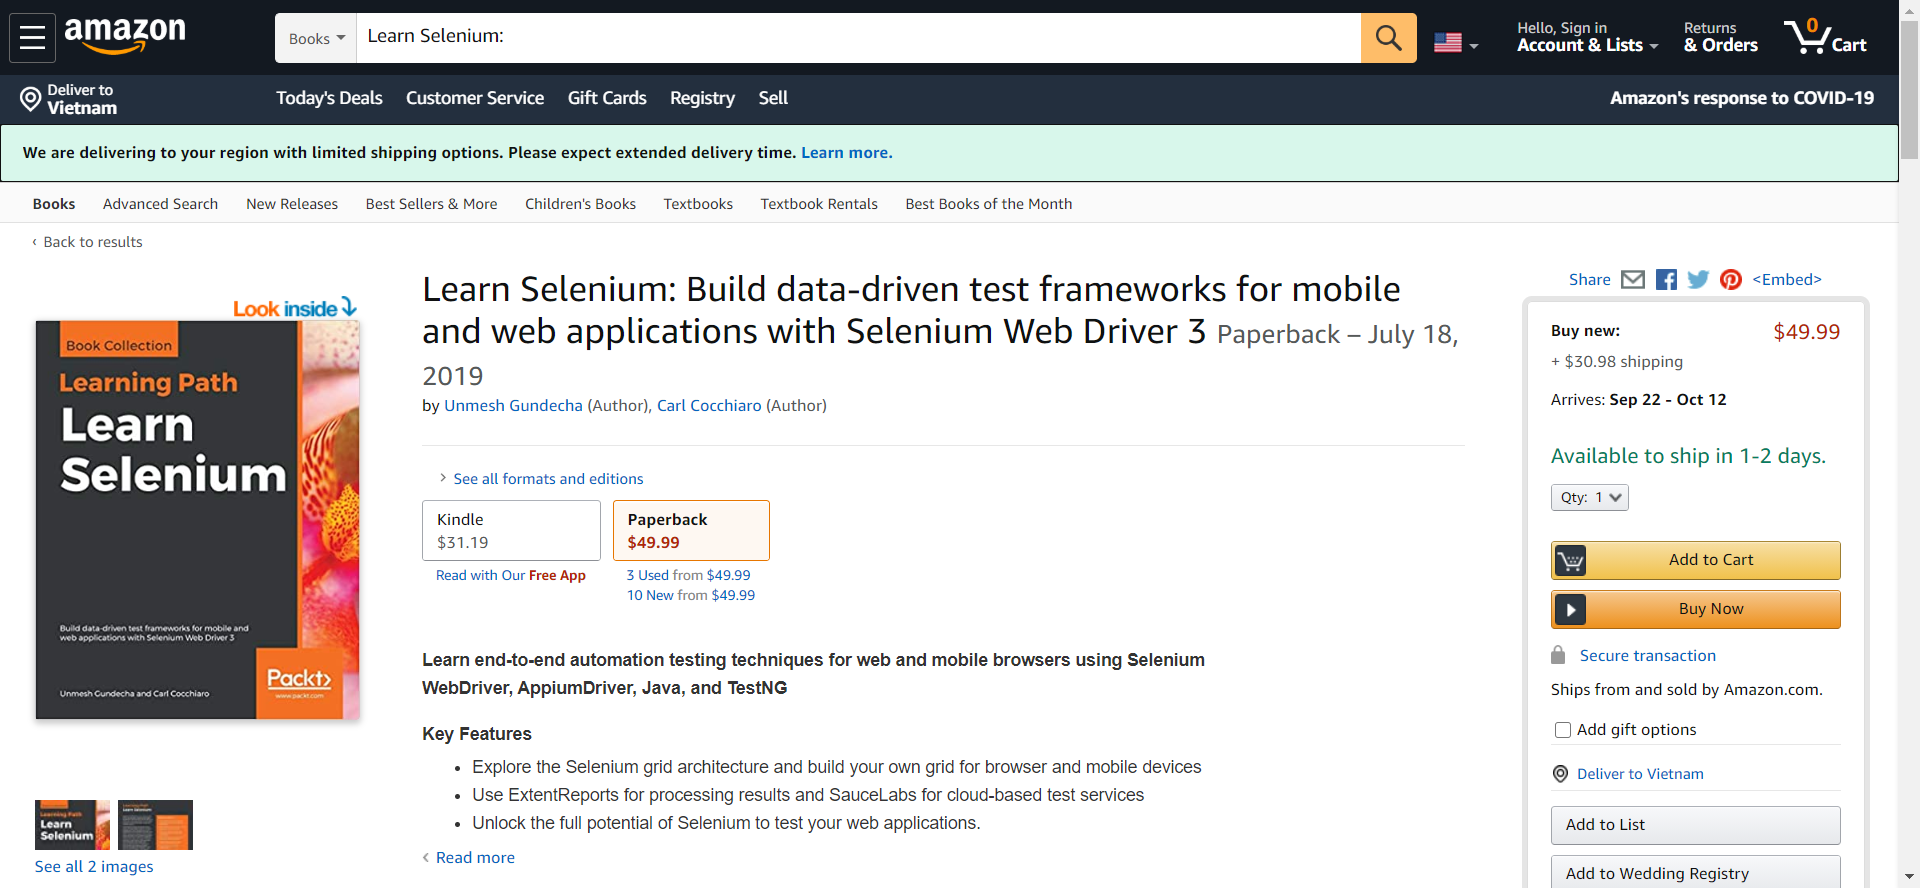 amazon
Books
Learn Selenium:
Hello, Sign in
Account & Lists
Returns
& Orders
0
Cart
Deliver to
Vietnam
Today's Deals
Customer Service
Gift Cards
Registry
Sell
Amazon's response to COVID-19
We are delivering to your region with limited shipping options. Please expect extended delivery time. Learn more.
Books
Advanced Search
New Releases
Best Sellers & More
Children's Books
Textbooks
Textbook Rentals
Best Books of the Month
‹ Back to results
Look inside
Book Collection
Learning Path
Learn
Selenium
Build data-driven test frameworks for mobile and
web applications with Selenium Web Driver 3
Unmesh Gundecha and Carl Cocchiaro
Packt>
www.packt.com
Learning Path
Learn
Selenium
See all 2 images
Learn Selenium: Build data-driven test frameworks for mobile
and web applications with Selenium Web Driver 3 Paperback – July 18,
2019
by Unmesh Gundecha (Author), Carl Cocchiaro (Author)
› See all formats and editions
Kindle
$31.19
Read with Our Free App
Paperback
$49.99
3 Used from $49.99
10 New from $49.99
Learn end-to-end automation testing techniques for web and mobile browsers using Selenium
WebDriver, AppiumDriver, Java, and TestNG
Key Features
• Explore the Selenium grid architecture and build your own grid for browser and mobile devices
• Use ExtentReports for processing results and SauceLabs for cloud-based test services
• Unlock the full potential of Selenium to test your web applications.
‹ Read more
Share
<Embed>
Buy new:
$49.99
+ $30.98 shipping
Arrives: Sep 22 - Oct 12
Available to ship in 1-2 days.
Qty: 1
Add to Cart
Buy Now
Secure transaction
Ships from and sold by Amazon.com.
Add gift options
Deliver to Vietnam
Add to List
Add to Wedding Registry